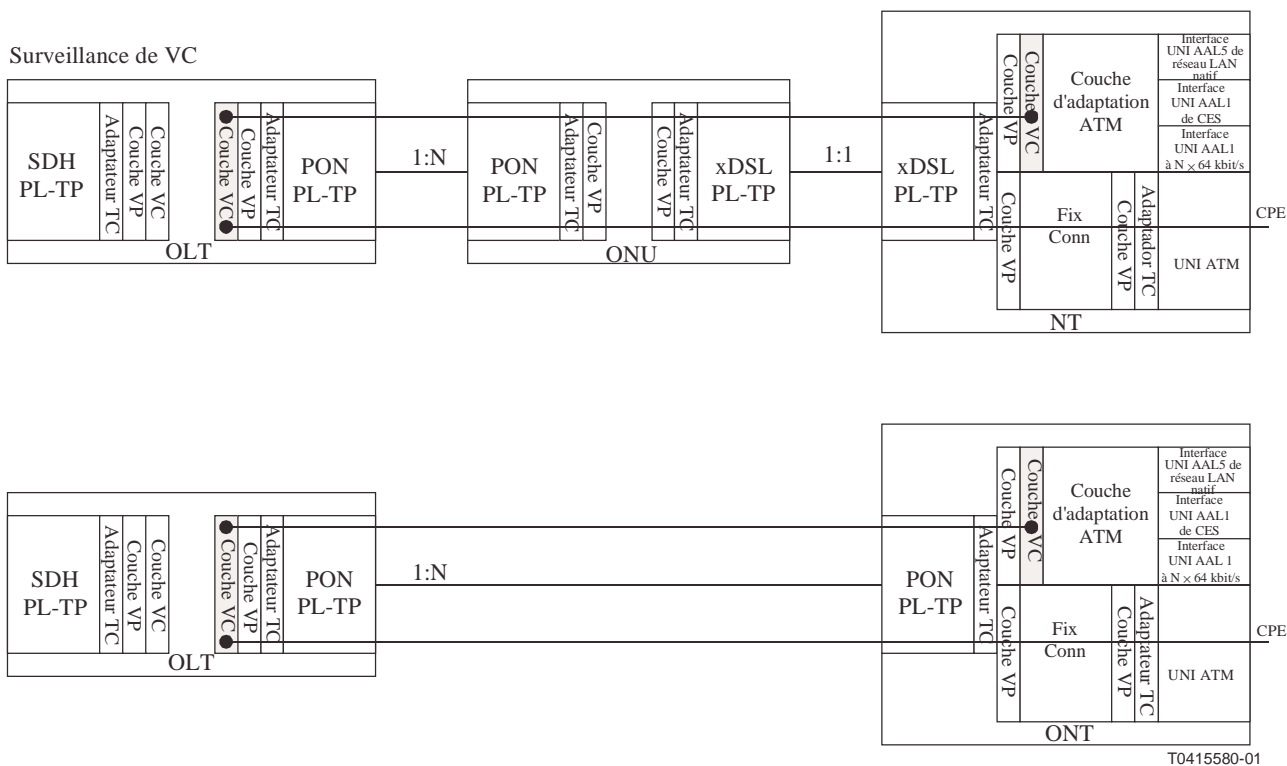 Surveillance de VC
SDH
PL-TP
Adaptateur TC
Couche VP
Couche VC
Couche VC
Couche VP
Adaptateur TC
PON
PL-TP
OLT
1:N
PON
PL-TP
Adaptateur TC
Couche VP
Couche VP
Adaptateur TC
xDSL
PL-TP
ONU
1:1
xDSL
PL-TP
Adaptateur TC
Couche VP
Couche VC
Couche
d'adaptation
ATM
Interface
UNI AAL5 de
réseau LAN
natif
Interface
UNI AAL1
de CES
Interface
UNI AAL1
à N × 64 kbit/s
Couche VP
Fix
Conn
Couche VP
Adaptador TC
UNI ATM
CPE
NT
SDH
PL-TP
Adaptateur TC
Couche VP
Couche VC
Couche VC
Couche VP
Adaptateur TC
PON
PL-TP
OLT
1:N
PON
PL-TP
Adaptateur TC
Couche VP
Couche VC
Couche
d'adaptation
ATM
Interface
UNI AAL5 de
réseau LAN
natif
Interface
UNI AAL1
de CES
Interface
UNI AAL 1
à N × 64 kbit/s
Couche VP
Fix
Conn
Couche VP
Adaptateur TC
UNI ATM
CPE
ONT
T0415580-01